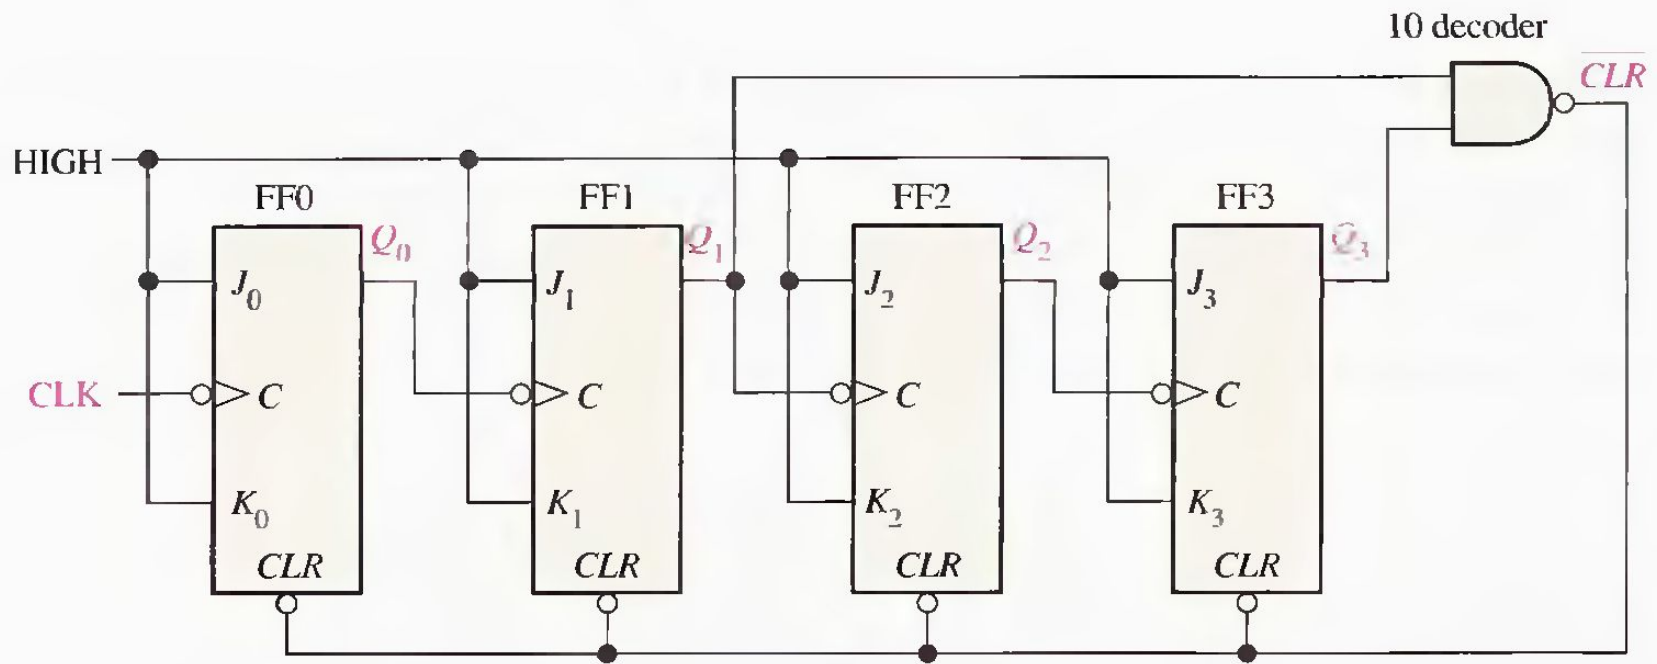 10 decoder
CLR
HIGH
FF0
FF1
FF2
FF3
Q0
Q1
Q2
Q3
J0
J1
J2
J3
CLK
C
C
C
C
K0
K1
K2
K3
CLR
CLR
CLR
CLR